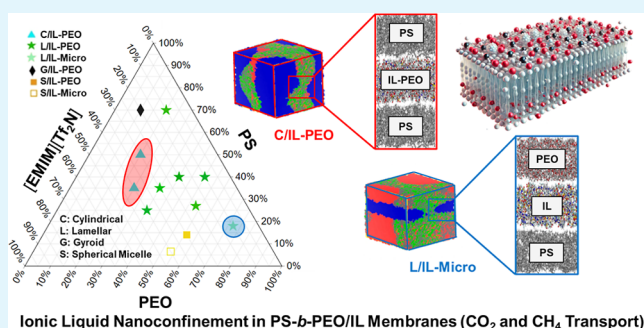 C/IL-PEO
L/IL-PEO
L/IL-Micro
G/IL-PEO
S/IL-PEO
S/IL-Micro
0%
0%
10%
10%
20%
20%
30%
30%
40%
40%
50%
50%
60%
60%
70%
70%
80%
80%
90%
90%
100%
100%
[EMIM][Tf2N]
PS
0%
10%
20%
30%
40%
50%
60%
70%
80%
90%
100%
PEO
C: Cylindrical
L: Lamellar
G: Gyroid
S: Spherical Micelle
C/IL-PEO
PS
IL-PEO
PS
L/IL-Micro
PEO
IL
PS
Ionic Liquid Nanoconfinement in PS-b-PEO/IL Membranes (CO2 and CH4 Transport)